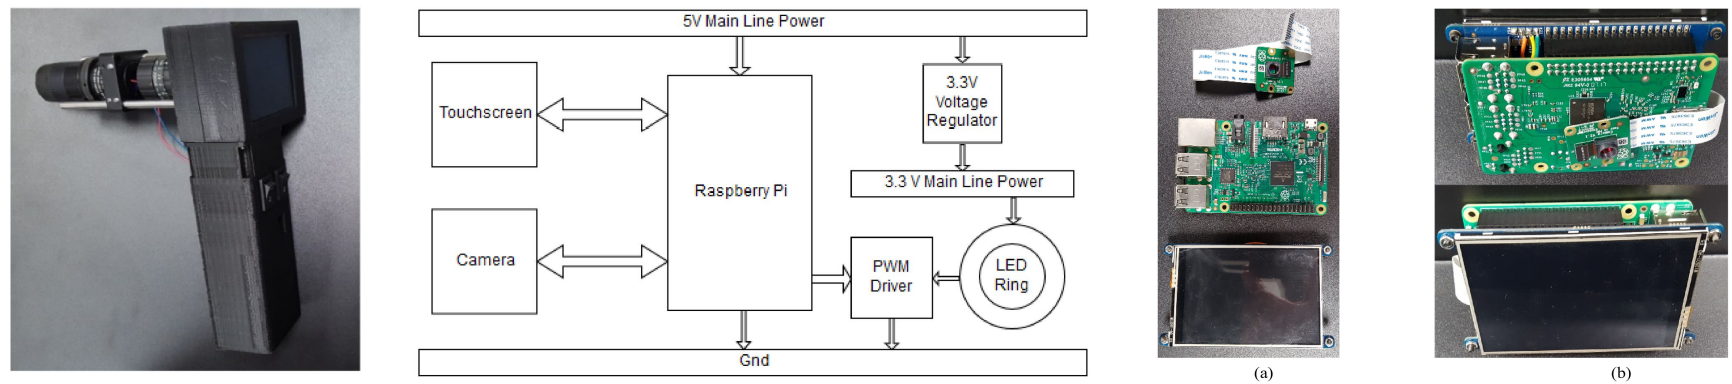 5V Main Line Power
Touchscreen
Camera
Raspberry Pi
3.3V
Voltage
Regulator
3.3 V Main Line Power
PWM
Driver
LED
Ring
Gnd
(a)
(b)